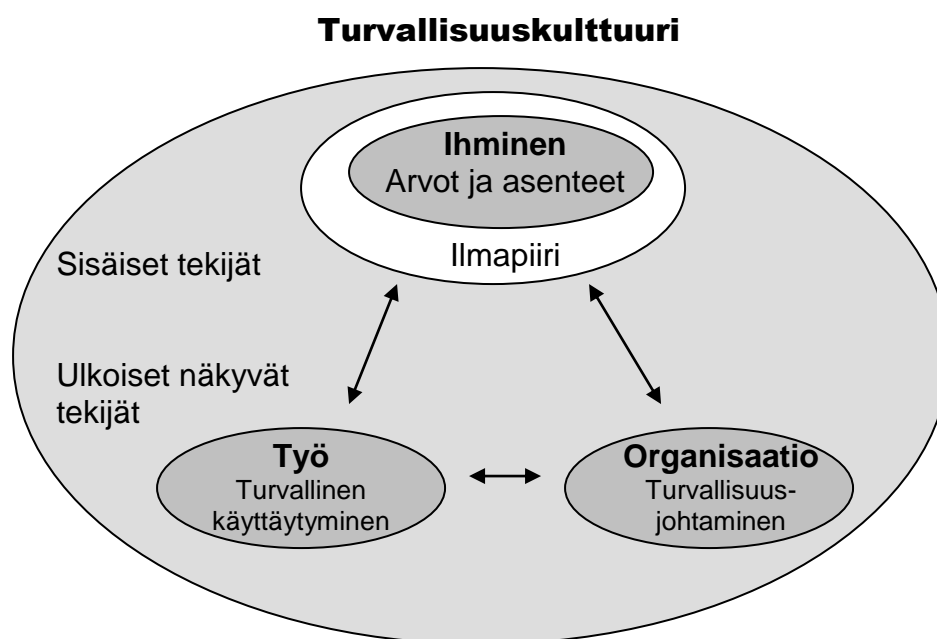 Turvallisuuskulttuuri
Ihminen
Arvot ja asenteet
Ilmapiiri
Sisäiset tekijät
Ulkoiset näkyvät
tekijät
Työ
Turvallinen
käyttäytyminen
Organisaatio
Turvallisuus-
johtaminen